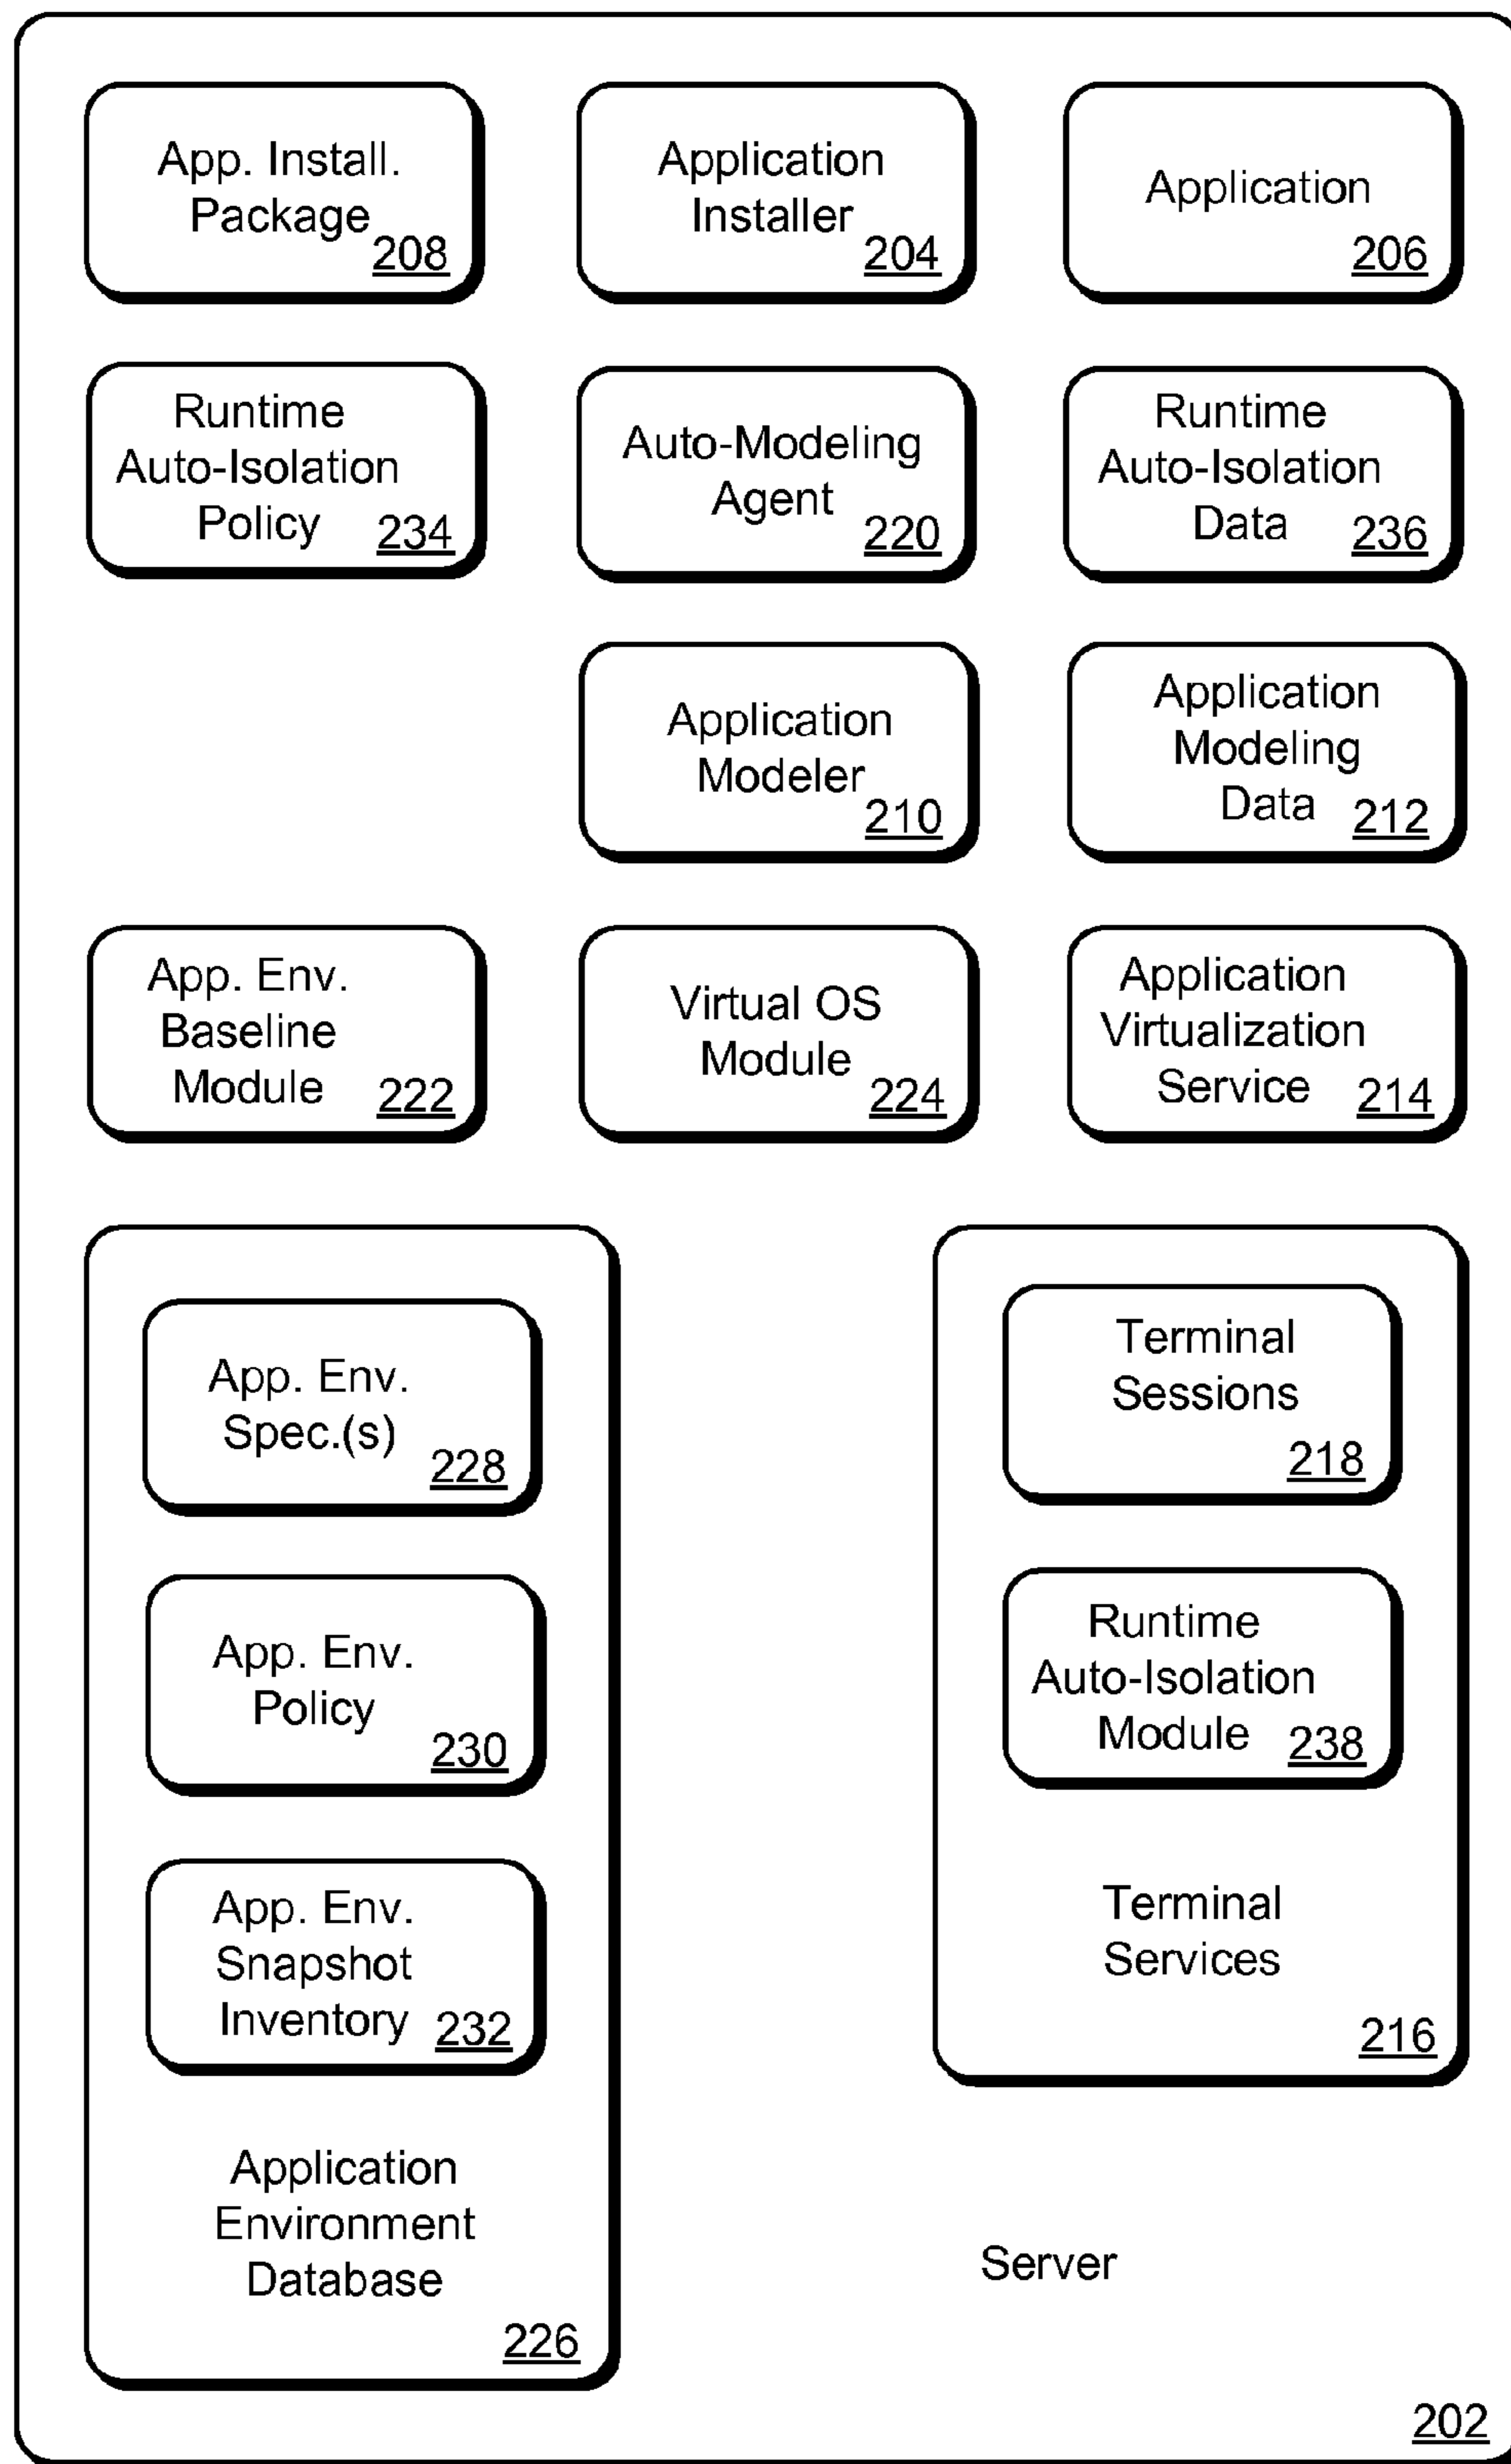 App. Install.
Package
208
Application
Installer
204
Application
206
Runtime
Auto-Isolation
Policy 234
Auto-Modeling
Agent
220
Runtime
Auto-Isolation
Data 236
Application
Modeler
210
Application
Modeling
Data 212
App. Env.
Baseline
Module 222
Virtual OS
Module
224
Application
Virtualization
Service 214
App. Env.
Spec.(s)
228
App. Env.
Policy
230
App. Env.
Snapshot
Inventory 232
Application
Environment
Database
226
Terminal
Sessions
218
Runtime
Auto-Isolation
Module 238
Terminal
Services
216
Server
202